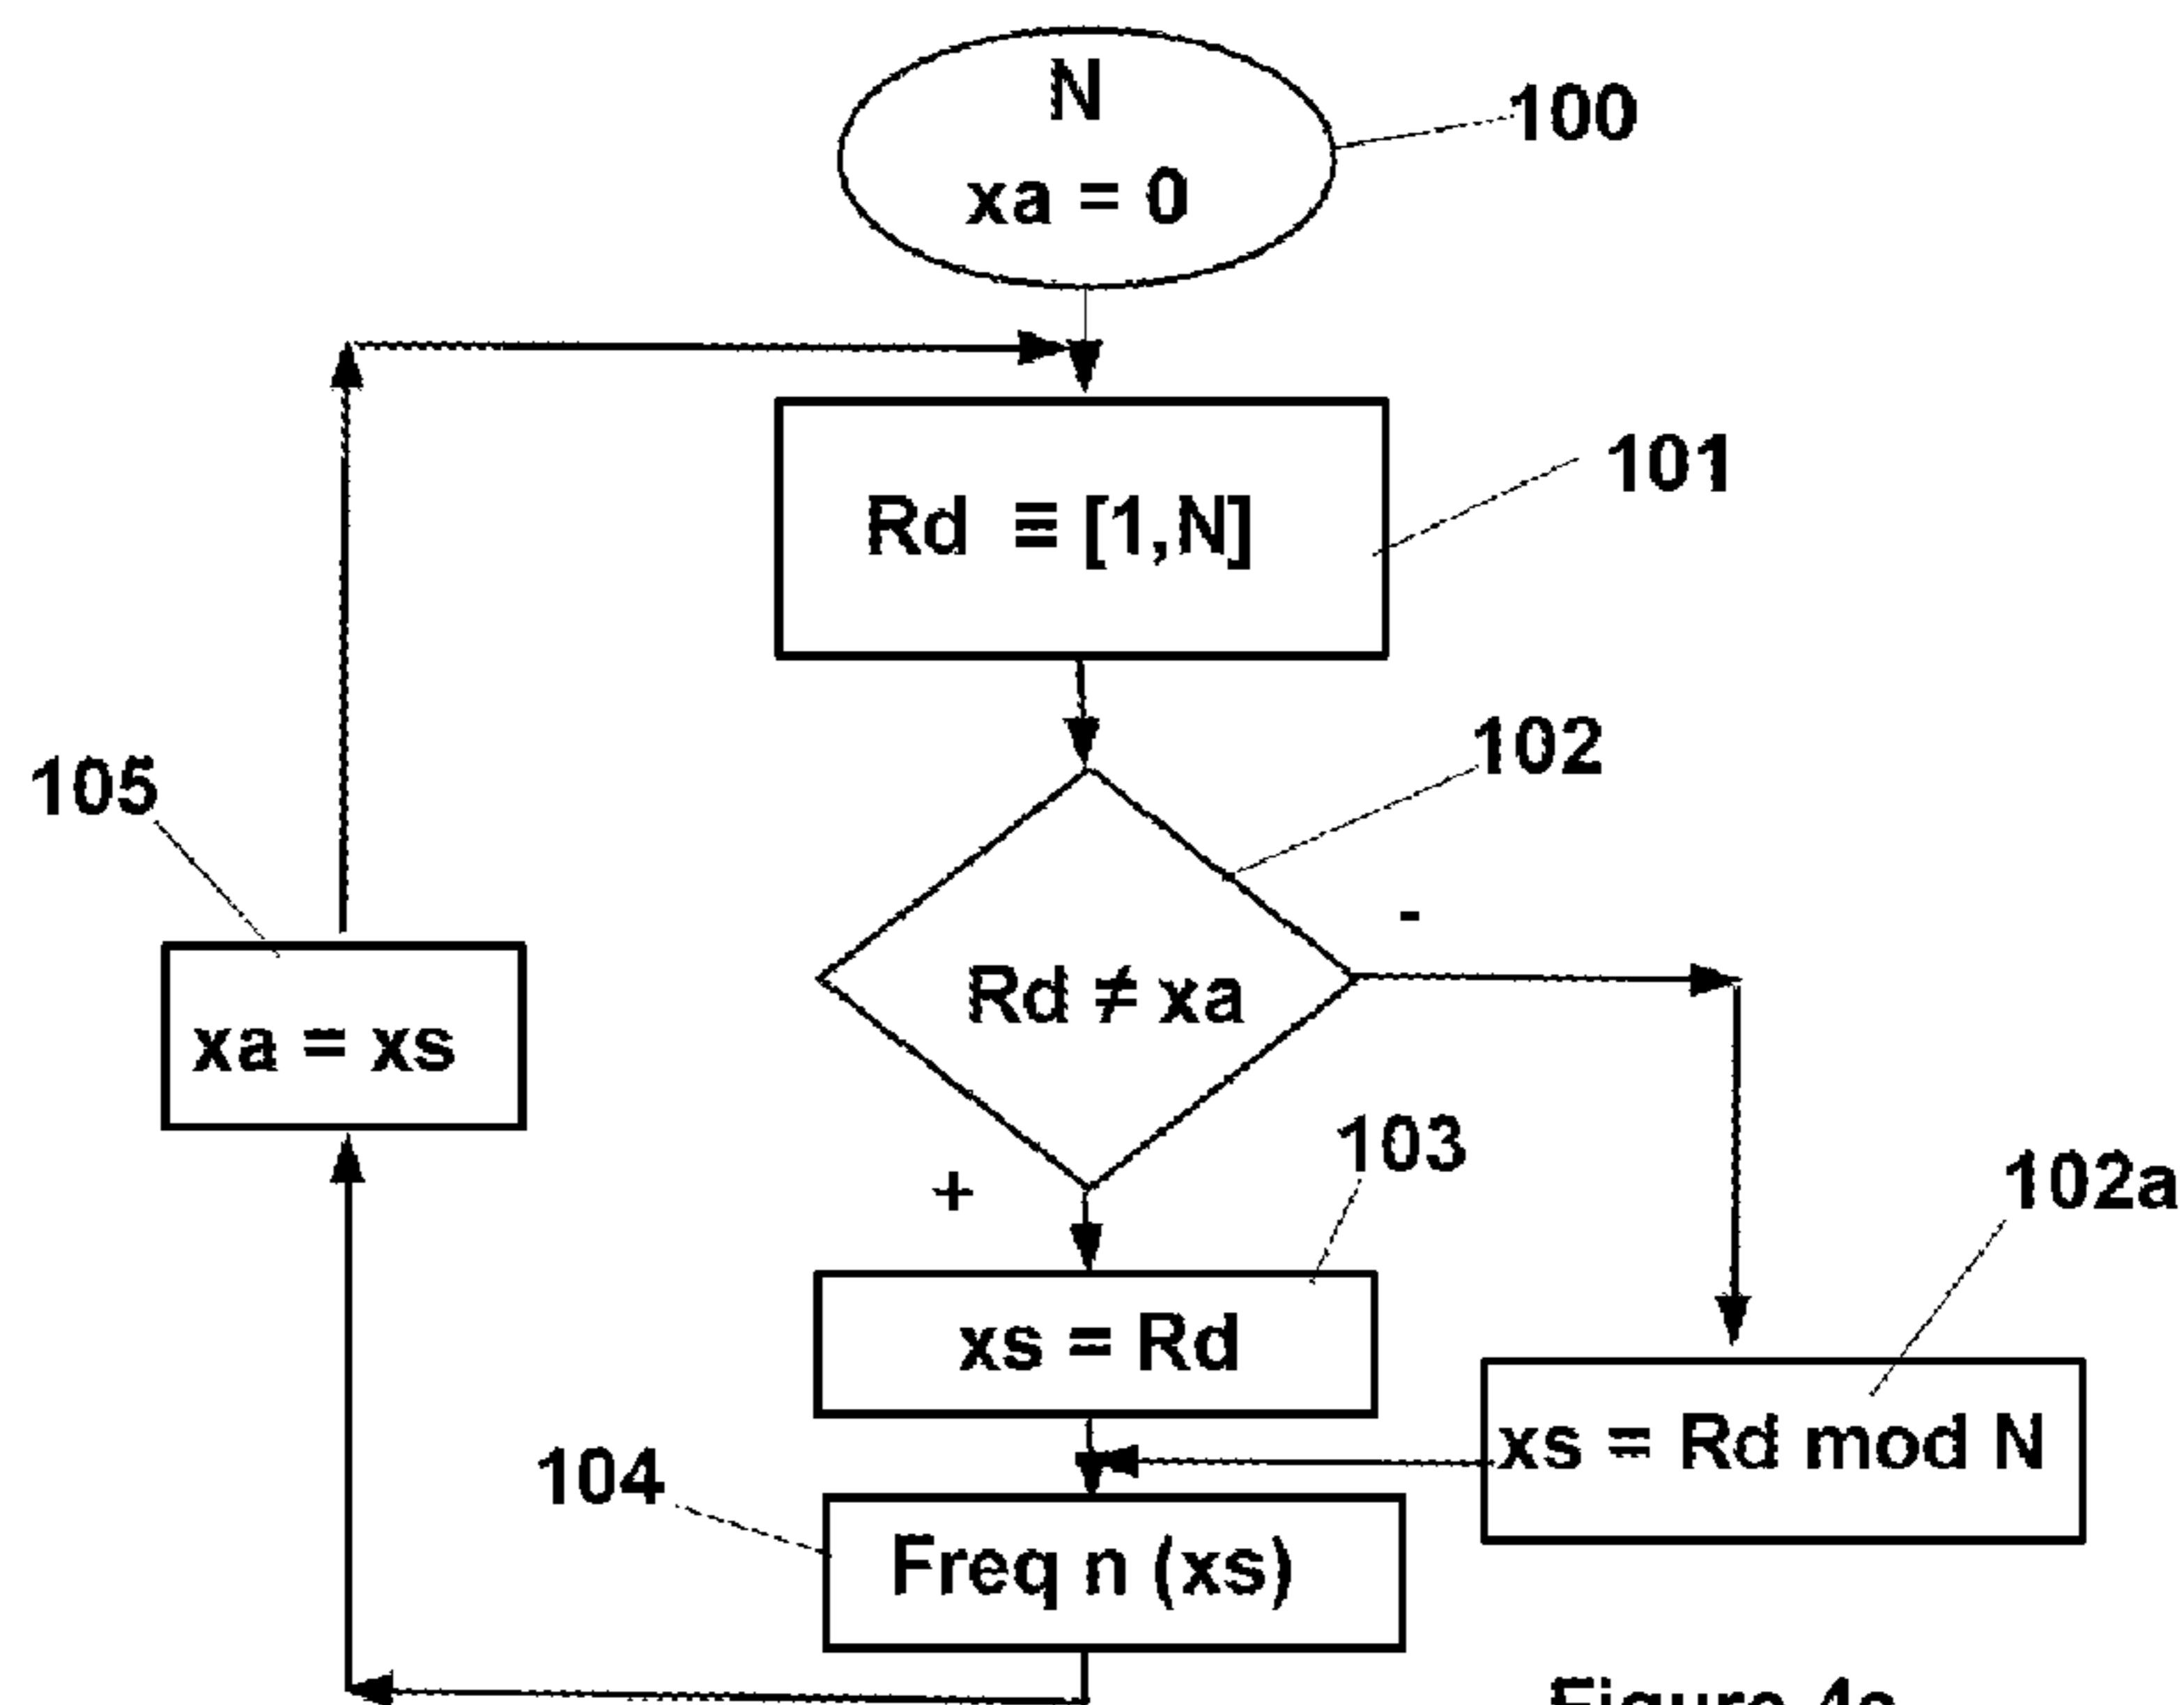 N
xa = 0
100
Rd ≡ [1,N]
101
102
105
-
Rd ≠ xa
xa = xs
103
+
102a
xs = Rd
xs = Rd mod N
104
Freq n (xs)
Figure